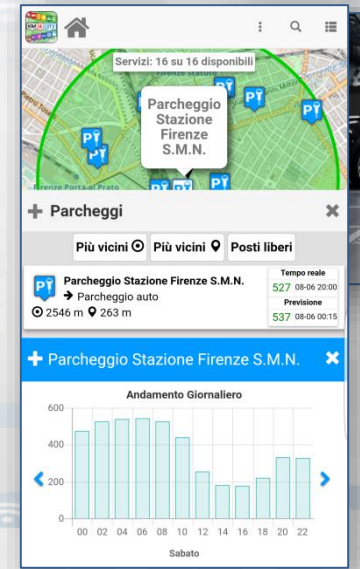 Servizi: 16 su 16 disponibili
Firenze Statuto
Parcheggio
Stazione
Firenze
S.M.N.
Firenze Porta al Prato
Parcheggi
Più vicini Più vicini Posti liberi
Parcheggio Stazione Firenze S.M.N.
Parcheggio auto
2546 m 263 m
Tempo reale
527 08-06 20:00
Previsione
537 08-06 00:15
Parcheggio Stazione Firenze S.M.N.
Andamento Giornaliero
600
400
200
0
00 02 04 06 08 10 12 14 16 18 20 22
Sabato